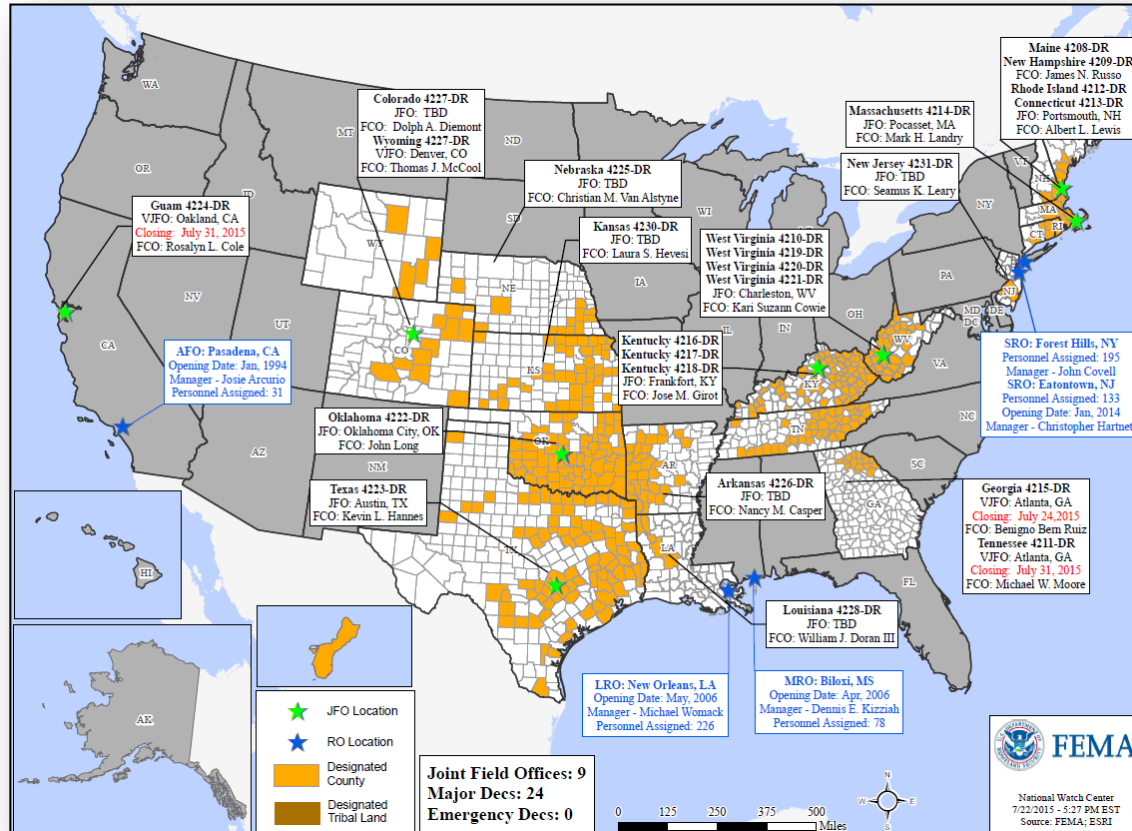 Maine 4208-DR
New Hampshire 4209-DR
FCO: James N. Russo
Rhode Island 4212-DR
Connecticut 4213-DR
JFO: Portsmouth, NH
FCO: Albert L. Lewis
Massachusetts 4214-DR
JFO: Pocasset, MA
FCO: Mark H. Landry
New Jersey 4231-DR
JFO: TBD
FCO: Seamus K. Leary
Colorado 4227-DR
JFO: TBD
FCO: Dolph A. Diemont
Wyoming 4227-DR
VJFO: Denver, CO
FCO: Thomas J. McCool
Nebraska 4225-DR
JFO: TBD
FCO: Christian M. Van Alstyne
Kansas 4230-DR
JFO: TBD
FCO: Laura S. Hevesi
Guam 4224-DR
VJFO: Oakland, CA
Closing: July 31, 2015
FCO: Rosalyn L. Cole
West Virginia 4210-DR
West Virginia 4219-DR
West Virginia 4220-DR
West Virginia 4221-DR
JFO: Charleston, WV
FCO: Kari Suzann Cowie
AFO: Pasadena, CA
Opening Date: Jan, 1994
Manager - Josie Arcurio
Personnel Assigned: 31
Kentucky 4216-DR
Kentucky 4217-DR
Kentucky 4218-DR
JFO: Frankfort, KY
FCO: Jose M. Girot
SRO: Forest Hills, NY
Personnel Assigned: 195
Manager - John Covell
SRO: Eatontown, NJ
Personnel Assigned: 133
Opening Date: Jan, 2014
Manager - Christopher Hartnet
Oklahoma 4222-DR
JFO: Oklahoma City, OK
FCO: John Long
Texas 4223-DR
JFO: Austin, TX
FCO: Kevin L. Hannes
Arkansas 4226-DR
JFO: TBD
FCO: Nancy M. Casper
Georgia 4215-DR
VJFO: Atlanta, GA
Closing: July 24,2015
FCO: Benigno Bern Ruiz
Tennessee 4211-DR
VJFO: Atlanta, GA
Closing: July 31, 2015
FCO: Michael W. Moore
Louisiana 4228-DR
JFO: TBD
FCO: William J. Doran III
LRO: New Orleans, LA
Opening Date: May, 2006
Manager - Michael Womack
Personnel Assigned: 226
MRO: Biloxi, MS
Opening Date: Apr, 2006
Manager - Dennis E. Kizziah
Personnel Assigned: 78
WA
OR
ID
MT
ND
SD
WY
NV
CA
UT
CO
AZ
NM
NE
KS
OK
TX
IA
WI
IL
IN
OH
KY
TN
AR
LA
GA
FL
SC
NC
VA
WV
PA
NY
VT
NH
MA
RI
CT
NJ
MD
DE
DC
HI
AK
JFO Location
RO Location
Designated
County
Designated
Tribal Land
Joint Field Offices: 9
Major Decs: 24
Emergency Decs: 0
0 125 250 375 500
Miles
N
W E
S
U.S. DEPARTMENT OF
HOMELAND SECURITY
FEMA
National Watch Center
7/22/2015 - 5:27 PM EST
Source: FEMA; ESRI